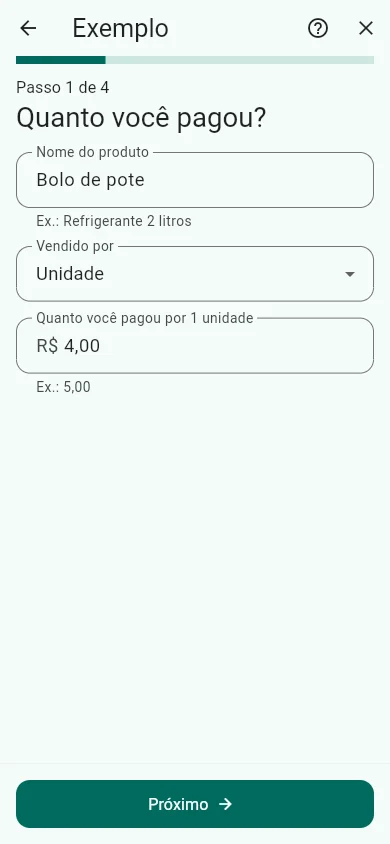 Exemplo
Passo 1 de 4
Quanto você pagou?
Nome do produto
Bolo de pote
Ex.: Refrigerante 2 litros
Vendido por
Unidade
Quanto você pagou por 1 unidade
R$ 4,00
Ex.: 5,00
Próximo